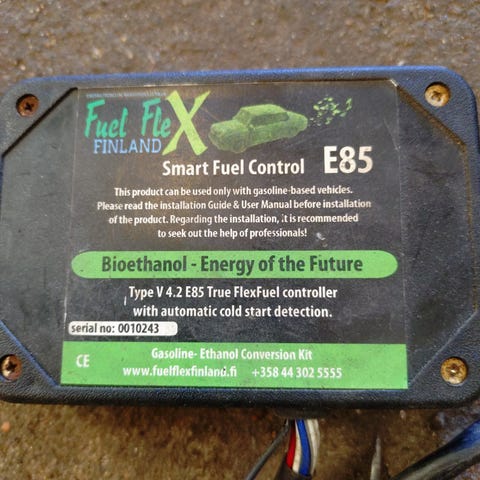 Fuel FleX
FINLAND
Smart Fuel Control E85
This product can be used only with gasoline-based vehicles.
Please read the installation Guide & User Manual before installation
of the product. Regarding the installation, it is recommended
to seek out the help of professionals!
Bioethanol - Energy of the Future
Type V 4.2 E85 True FlexFuel controller
with automatic cold start detection.
serial no: 0010243
CE
Gasoline- Ethanol Conversion Kit
www.fuelflexfinland.fi +358 44 302 5555